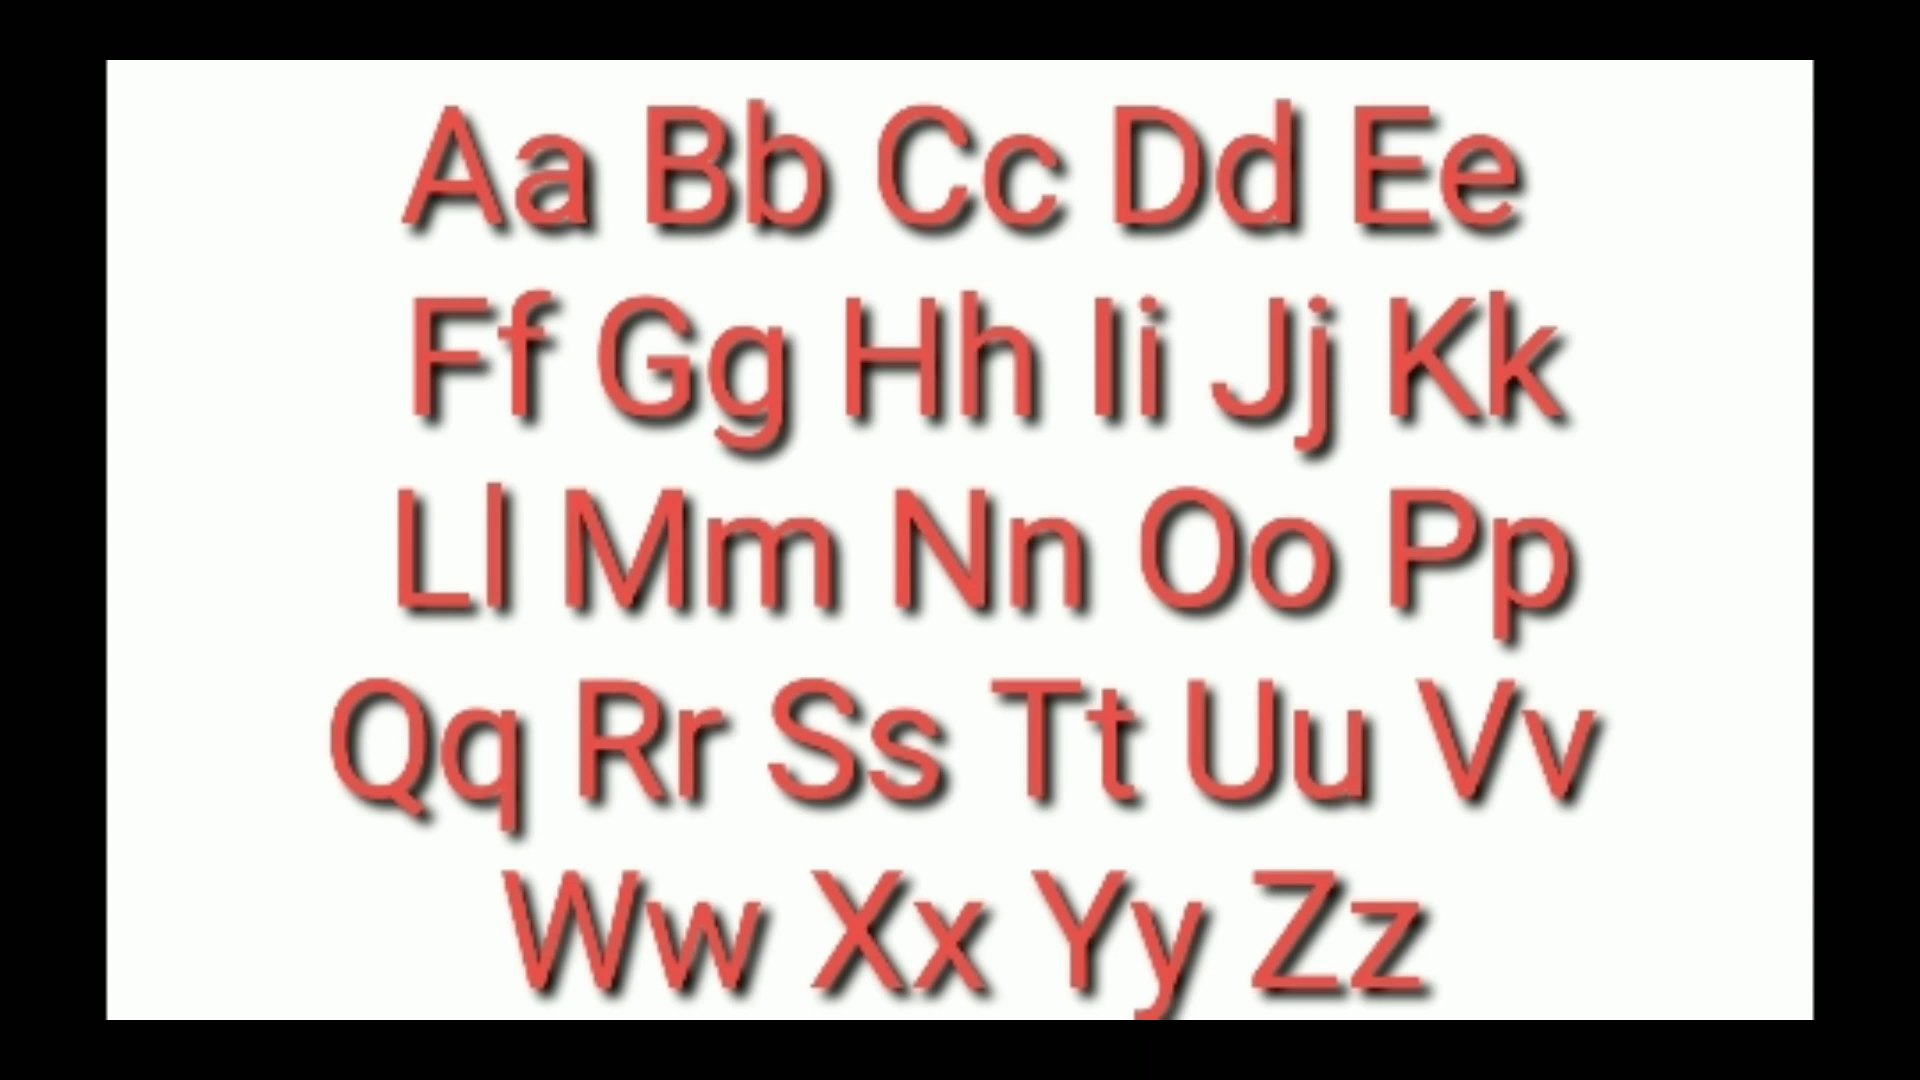 Aa Bb Cc Dd Ee
Ff Gg Hh Ii Jj Kk
Ll Mm Nn Oo Pp
Qq Rr Ss Tt Uu Vv
Ww Xx Yy Zz